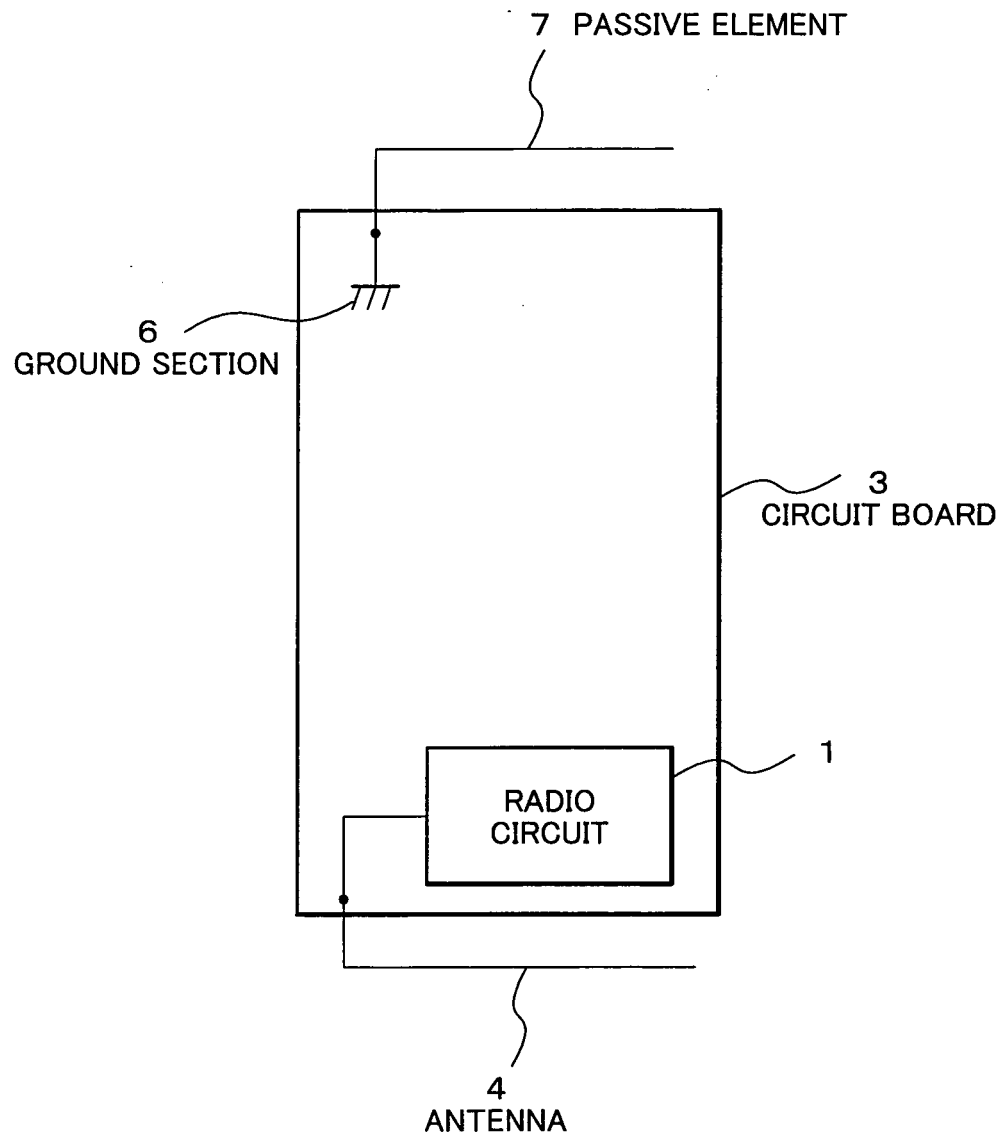 7 PASSIVE ELEMENT
6
GROUND SECTION
3
CIRCUIT BOARD
1
RADIO
CIRCUIT
4
ANTENNA